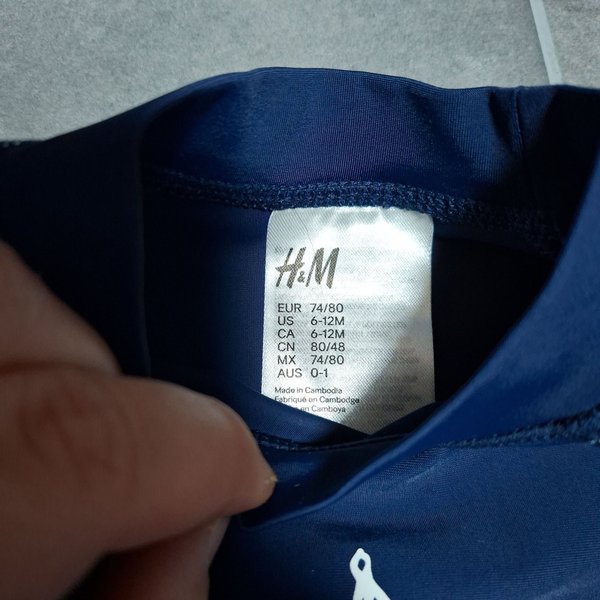 H&M
EUR 74/80
US 6-12M
CA 6-12M
CN 80/48
MX 74/80
AUS 0-1
Made in Cambodia
Fabriqué en Cambodge
en Camboya